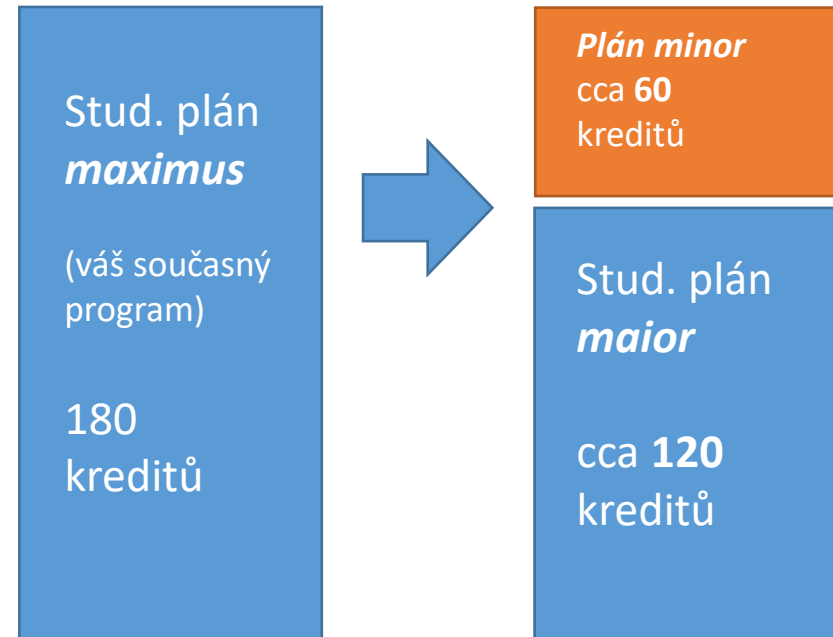 Stud. plán
maximus
(váš současný
program)
180
kreditů
Plán minor
cca 60
kreditů
Stud. plán
maior
cca 120
kreditů